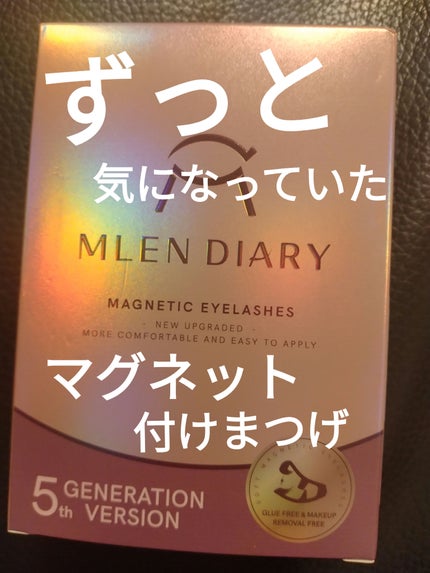 ずっと
気になっていた
MLEN DIARY
MAGNETIC EYELASHES
- NEW UPGRADED -
MORE COMFORTABLE AND EASY TO APPLY
マグネット
付けまつげ
5th GENERATION
VERSION
GLUE FREE & MAKEUP
REMOVAL FREE